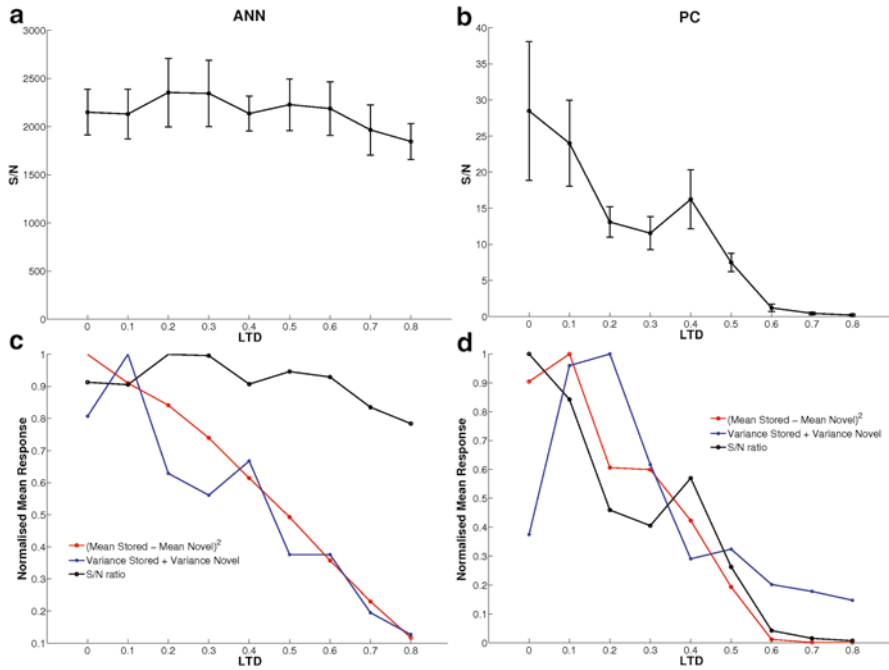 a
ANN
3000
2500
2000
1500
1000
500
0
S/N
0 0.1 0.2 0.3 0.4 0.5 0.6 0.7 0.8
LTD
b
PC
40
35
30
25
20
15
10
5
0
S/N
0 0.1 0.2 0.3 0.4 0.5 0.6 0.7 0.8
LTD
c
1
0.9
0.8
0.7
0.6
0.5
0.4
0.3
0.2
0.1
Normalised Mean Response
(Mean Stored − Mean Novel)²
Variance Stored + Variance Novel
S/N ratio
0 0.1 0.2 0.3 0.4 0.5 0.6 0.7 0.8
LTD
d
1
0.9
0.8
0.7
0.6
0.5
0.4
0.3
0.2
0.1
0
Normalised Mean Response
(Mean Stored − Mean Novel)²
Variance Stored + Variance Novel
S/N ratio
0 0.1 0.2 0.3 0.4 0.5 0.6 0.7 0.8
LTD